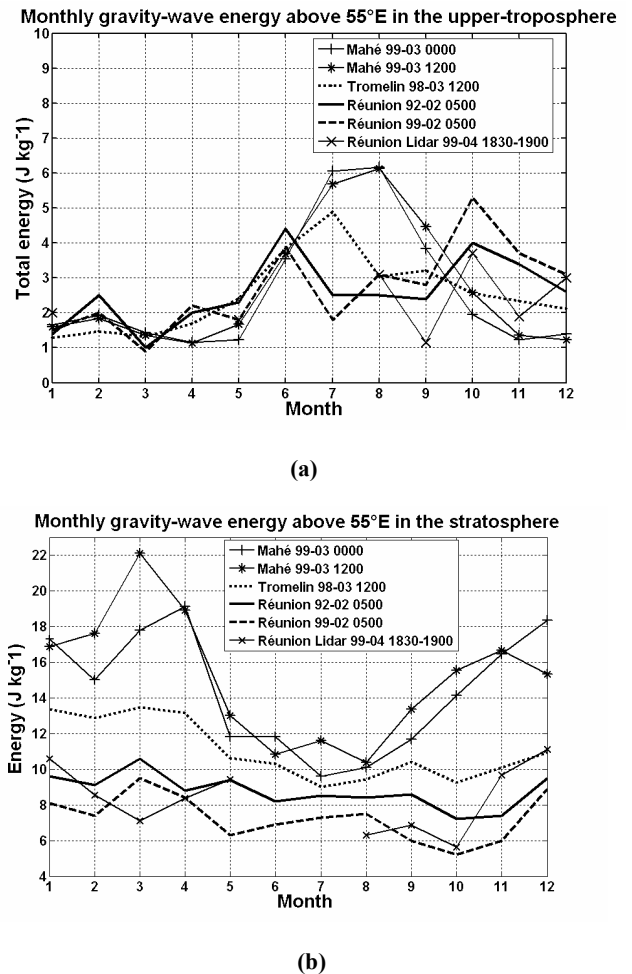 Monthly gravity-wave energy above 55°E in the upper-troposphere
10
9
8
7
6
5
4
3
2
1
0
Total energy (J kg-1)
Mahé 99-03 0000
Mahé 99-03 1200
Tromelin 98-03 1200
Réunion 92-02 0500
Réunion 99-02 0500
Réunion Lidar 99-04 1830-1900
1 2 3 4 5 6 7 8 9 10 11 12
Month
(a)
Monthly gravity-wave energy above 55°E in the stratosphere
22
20
18
16
14
12
10
8
6
4
Energy (J kg-1)
Mahé 99-03 0000
Mahé 99-03 1200
Tromelin 98-03 1200
Réunion 92-02 0500
Réunion 99-02 0500
Réunion Lidar 99-04 1830-1900
1 2 3 4 5 6 7 8 9 10 11 12
Month
(b)